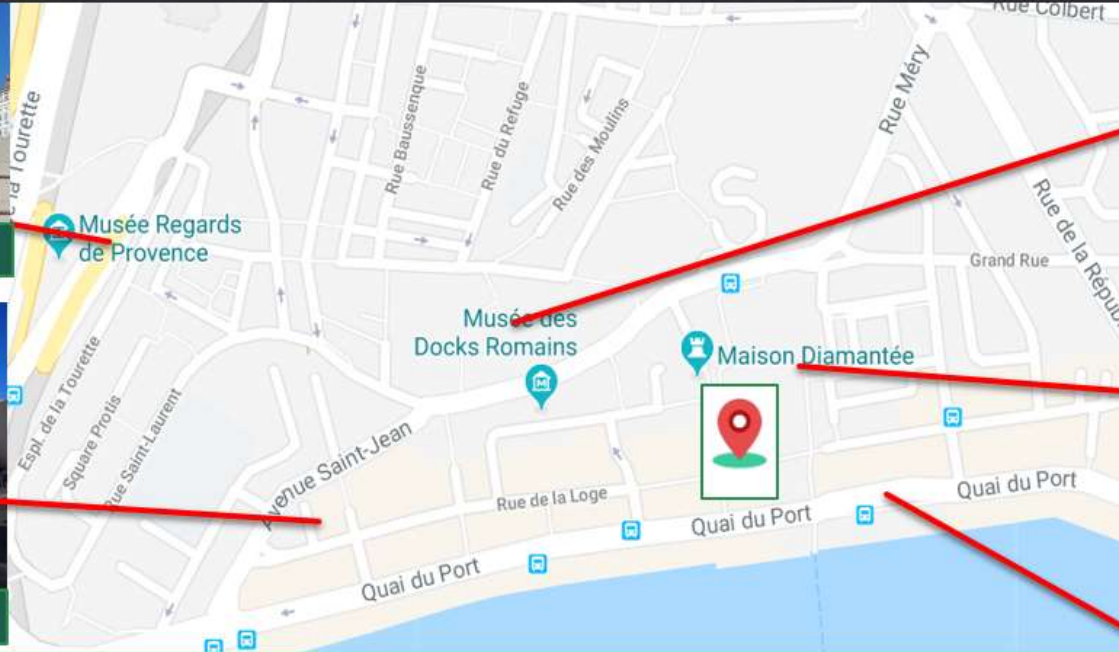 Rue Colbert
Rue Méry
la Tourette
Rue Baussenque
Rue du Refuge
Rue des Moulins
Rue de la Répu
Musée Regards
de Provence
Grand Rue
Musée des
Docks Romains
Maison Diamantée
Espl. de la Tourette
Square Protis
Rue Saint-Laurent
Avenue Saint-Jean
Rue de la Loge
Quai du Port
Quai du Port
Quai du Port
M